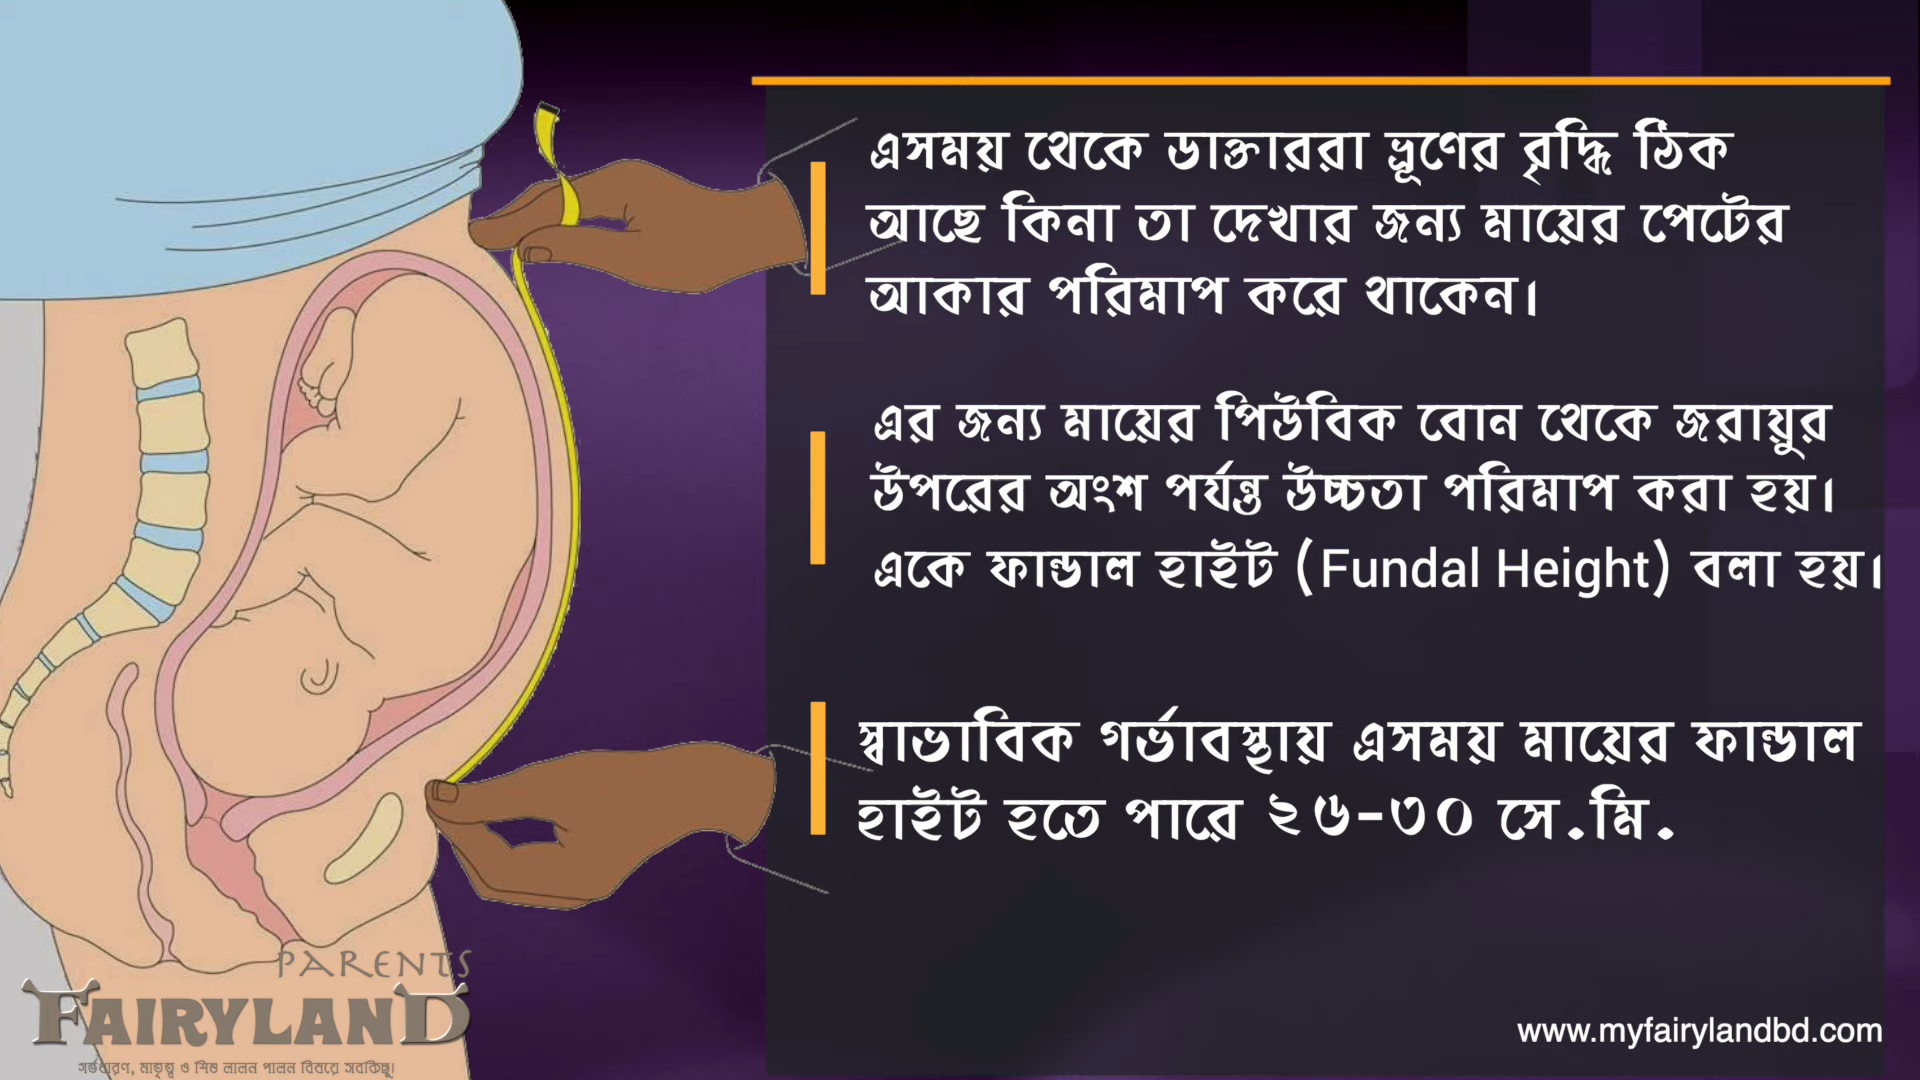 এসময় থেকে ডাক্তাররা ভ্রূণের বৃদ্ধি ঠিক
আছে কিনা তা দেখার জন্য মায়ের পেটের
আকার পরিমাপ করে থাকেন।
এর জন্য মায়ের পিউবিক বোন থেকে জরায়ুর
উপরের অংশ পর্যন্ত উচ্চতা পরিমাপ করা হয়।
একে ফান্ডাল হাইট (Fundal Height) বলা হয়।
স্বাভাবিক গর্ভাবস্থায় এসময় মায়ের ফান্ডাল
হাইট হতে পারে ২৬-৩০ সে.মি.
PARENTS
FAIRYLAND
গর্ভধারণ, মাতৃত্ব ও শিশু লালন পালন বিষয়ে সবকিছু।
www.myfairylandbd.com